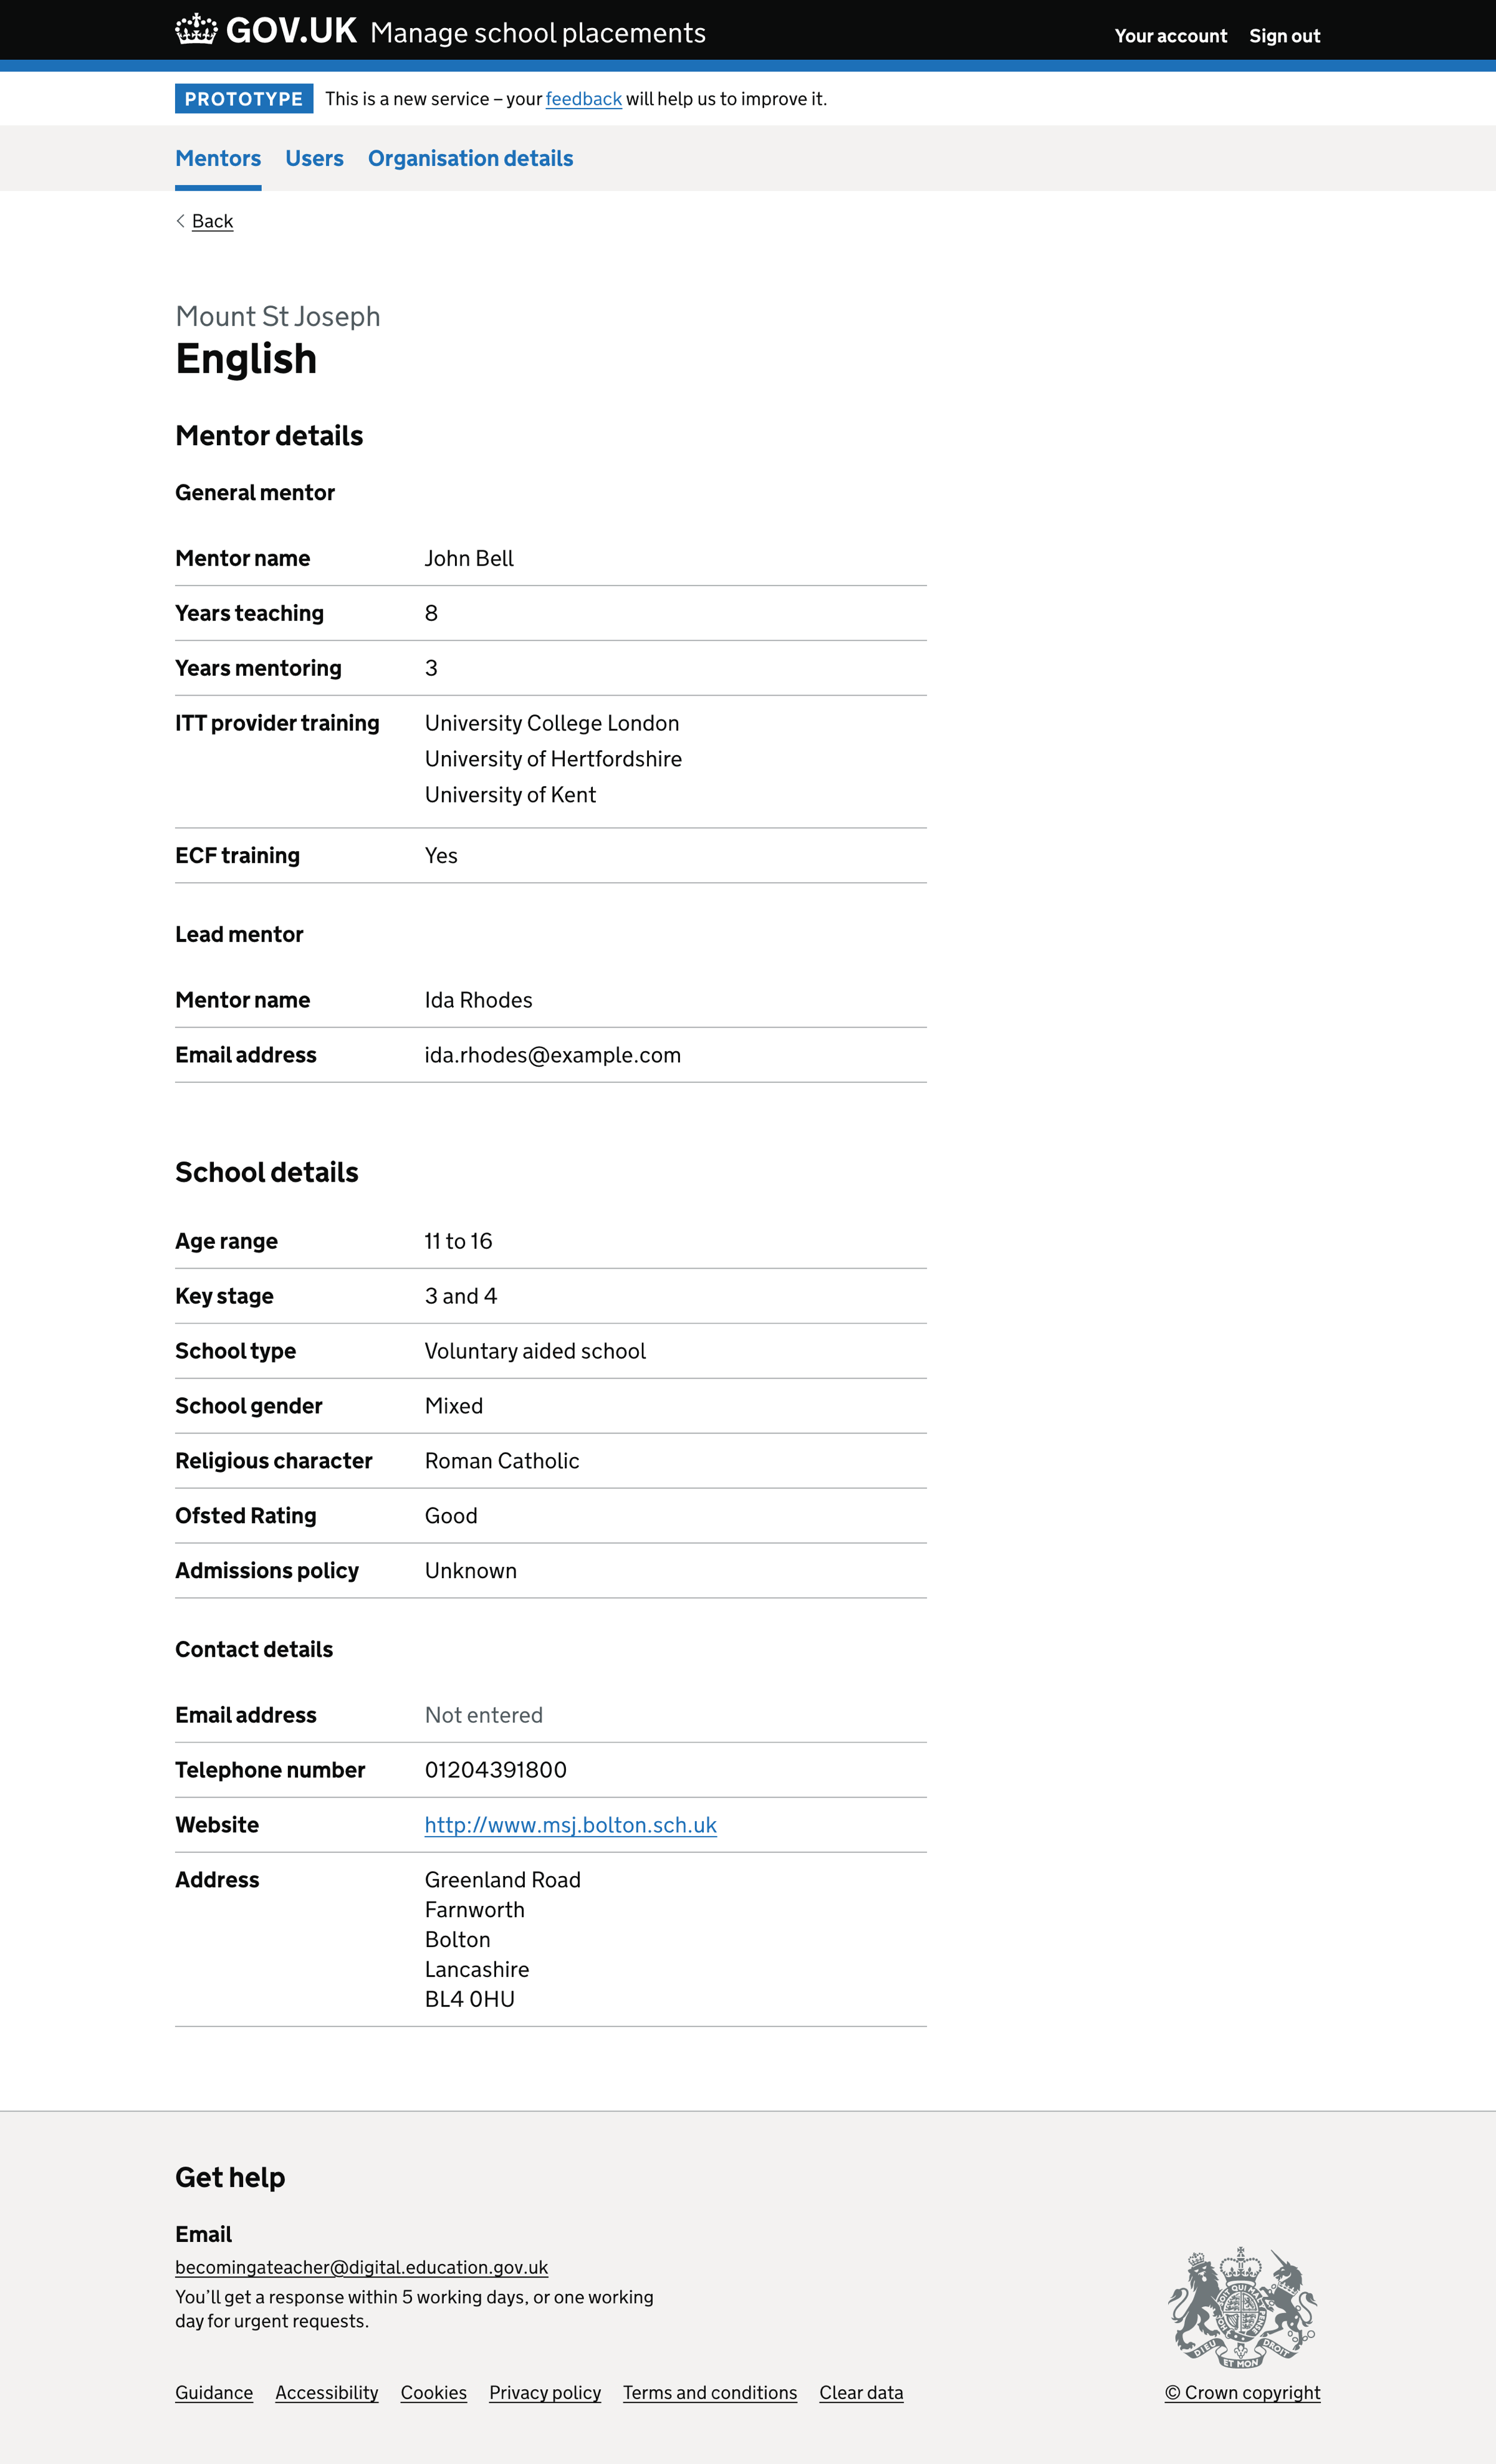 GOV.UK Manage school placements Your account Sign out
PROTOTYPE This is a new service – your feedback will help us to improve it.
Mentors Users Organisation details
Back
Mount St Joseph
English
Mentor details
General mentor
Mentor name John Bell
Years teaching 8
Years mentoring 3
ITT provider training University College London
University of Hertfordshire
University of Kent
ECF training Yes
Lead mentor
Mentor name Ida Rhodes
Email address ida.rhodes@example.com
School details
Age range 11 to 16
Key stage 3 and 4
School type Voluntary aided school
School gender Mixed
Religious character Roman Catholic
Ofsted Rating Good
Admissions policy Unknown
Contact details
Email address Not entered
Telephone number 01204391800
Website http://www.msj.bolton.sch.uk
Address Greenland Road
Farnworth
Bolton
Lancashire
BL4 0HU
Get help
Email
becomingateacher@digital.education.gov.uk
You’ll get a response within 5 working days, or one working
day for urgent requests.
DIEU ET MON DROIT
Guidance Accessibility Cookies Privacy policy Terms and conditions Clear data © Crown copyright